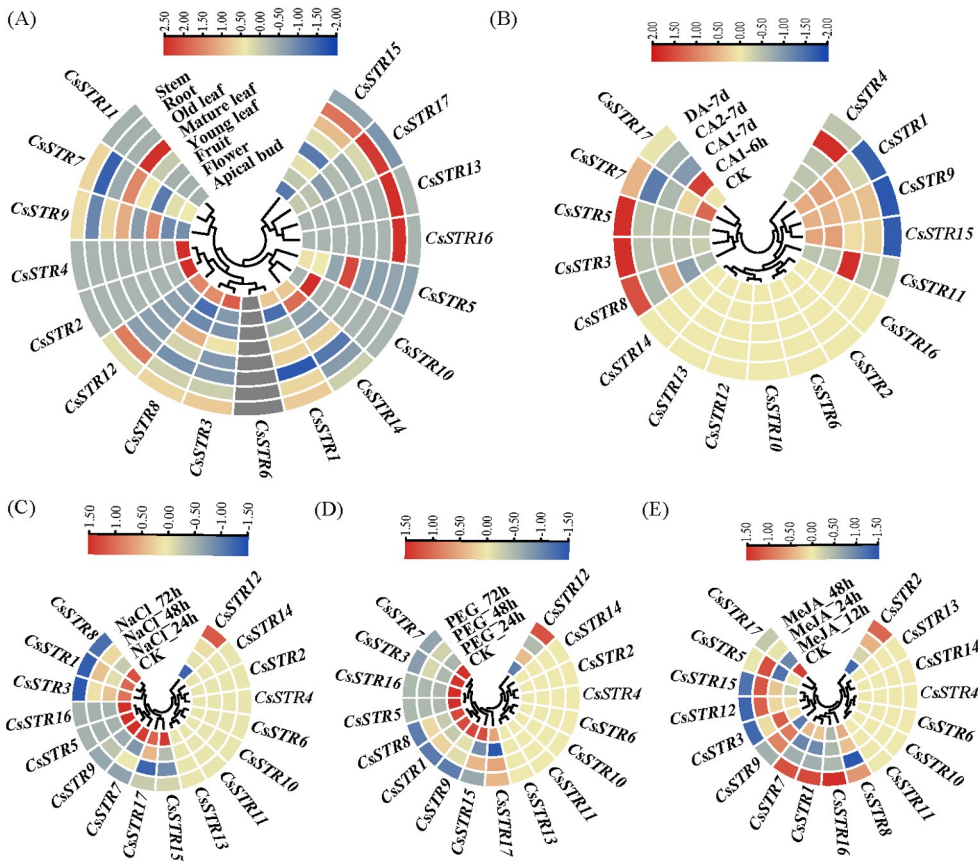 (A)
2.50
1.50
0.50
-0.50
-1.50
-2.00
Stem
Root
Old leaf
Mature leaf
Young leaf
Fruit
Flower
Apical bud
CsSTR15
CsSTR17
CsSTR13
CsSTR16
CsSTR5
CsSTR10
CsSTR14
CsSTR1
CsSTR6
CsSTR3
CsSTR8
CsSTR12
CsSTR2
CsSTR4
CsSTR9
CsSTR7
CsSTR11
(B)
2.00
1.50
1.00
0.50
0.00
-0.50
-1.00
-1.50
-2.00
DA-7d
CA2-7d
CA1-7d
CA1-6h
CK
CsSTR4
CsSTR1
CsSTR9
CsSTR15
CsSTR11
CsSTR16
CsSTR2
CsSTR6
CsSTR10
CsSTR12
CsSTR13
CsSTR14
CsSTR8
CsSTR3
CsSTR5
CsSTR7
CsSTR17
(C)
1.50
1.00
0.50
-0.00
-0.50
-1.00
-1.50
NaCl_72h
NaCl_48h
NaCl_24h
CK
CsSTR12
CsSTR14
CsSTR2
CsSTR4
CsSTR6
CsSTR10
CsSTR11
CsSTR13
CsSTR15
CsSTR17
CsSTR7
CsSTR9
CsSTR5
CsSTR16
CsSTR3
CsSTR1
CsSTR8
(D)
1.50
1.00
0.50
-0.00
-0.50
-1.00
-1.50
PEG_72h
PEG_48h
PEG_24h
CK
CsSTR12
CsSTR14
CsSTR2
CsSTR4
CsSTR6
CsSTR10
CsSTR11
CsSTR13
CsSTR17
CsSTR15
CsSTR9
CsSTR1
CsSTR8
CsSTR5
CsSTR16
CsSTR3
CsSTR7
(E)
1.50
1.00
0.50
-0.00
-0.50
-1.00
-1.50
MeJA_48h
MeJA_24h
MeJA_12h
CK
CsSTR2
CsSTR13
CsSTR14
CsSTR4
CsSTR6
CsSTR10
CsSTR11
CsSTR8
CsSTR16
CsSTR1
CsSTR7
CsSTR9
CsSTR3
CsSTR12
CsSTR15
CsSTR5
CsSTR17